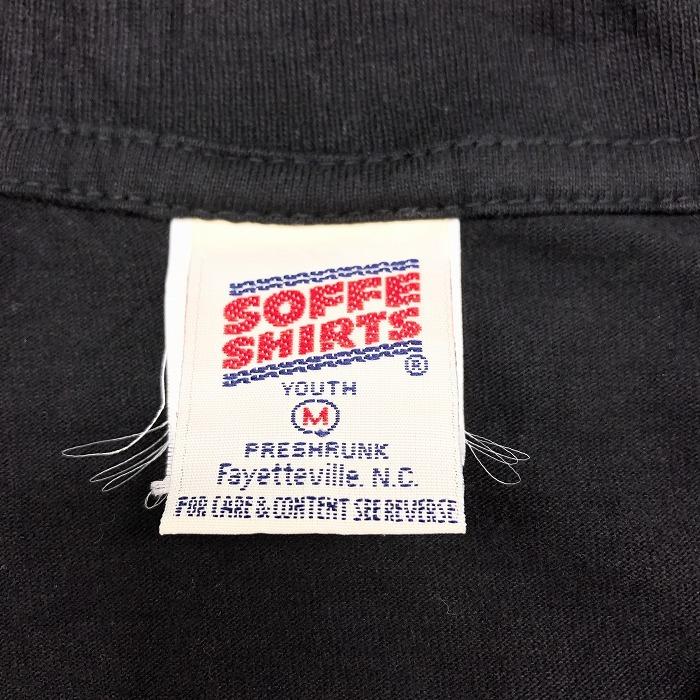 SOFFE
SHIRTS
®
YOUTH
M
PRESHRUNK
Fayetteville, N.C.
FOR CARE & CONTENT SEE REVERSE